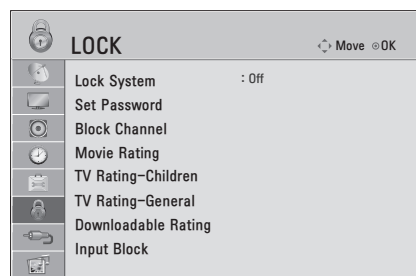 LOCK Move OK
Lock System : Off
Set Password
Block Channel
Movie Rating
TV Rating-Children
TV Rating-General
Downloadable Rating
Input Block